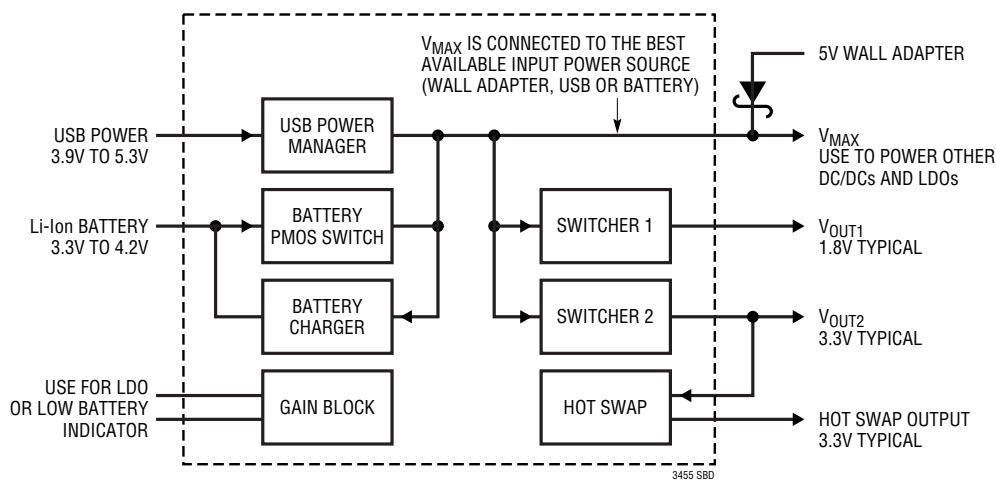 V_MAX IS CONNECTED TO THE BEST
AVAILABLE INPUT POWER SOURCE
(WALL ADAPTER, USB OR BATTERY)
5V WALL ADAPTER
USB POWER
3.9V TO 5.3V
USB POWER
MANAGER
V_MAX
USE TO POWER OTHER
DC/DCs AND LDOs
Li-Ion BATTERY
3.3V TO 4.2V
BATTERY
PMOS SWITCH
SWITCHER 1
V_OUT1
1.8V TYPICAL
BATTERY
CHARGER
SWITCHER 2
V_OUT2
3.3V TYPICAL
USE FOR LDO
OR LOW BATTERY
INDICATOR
GAIN BLOCK
HOT SWAP
HOT SWAP OUTPUT
3.3V TYPICAL
3455 SBD